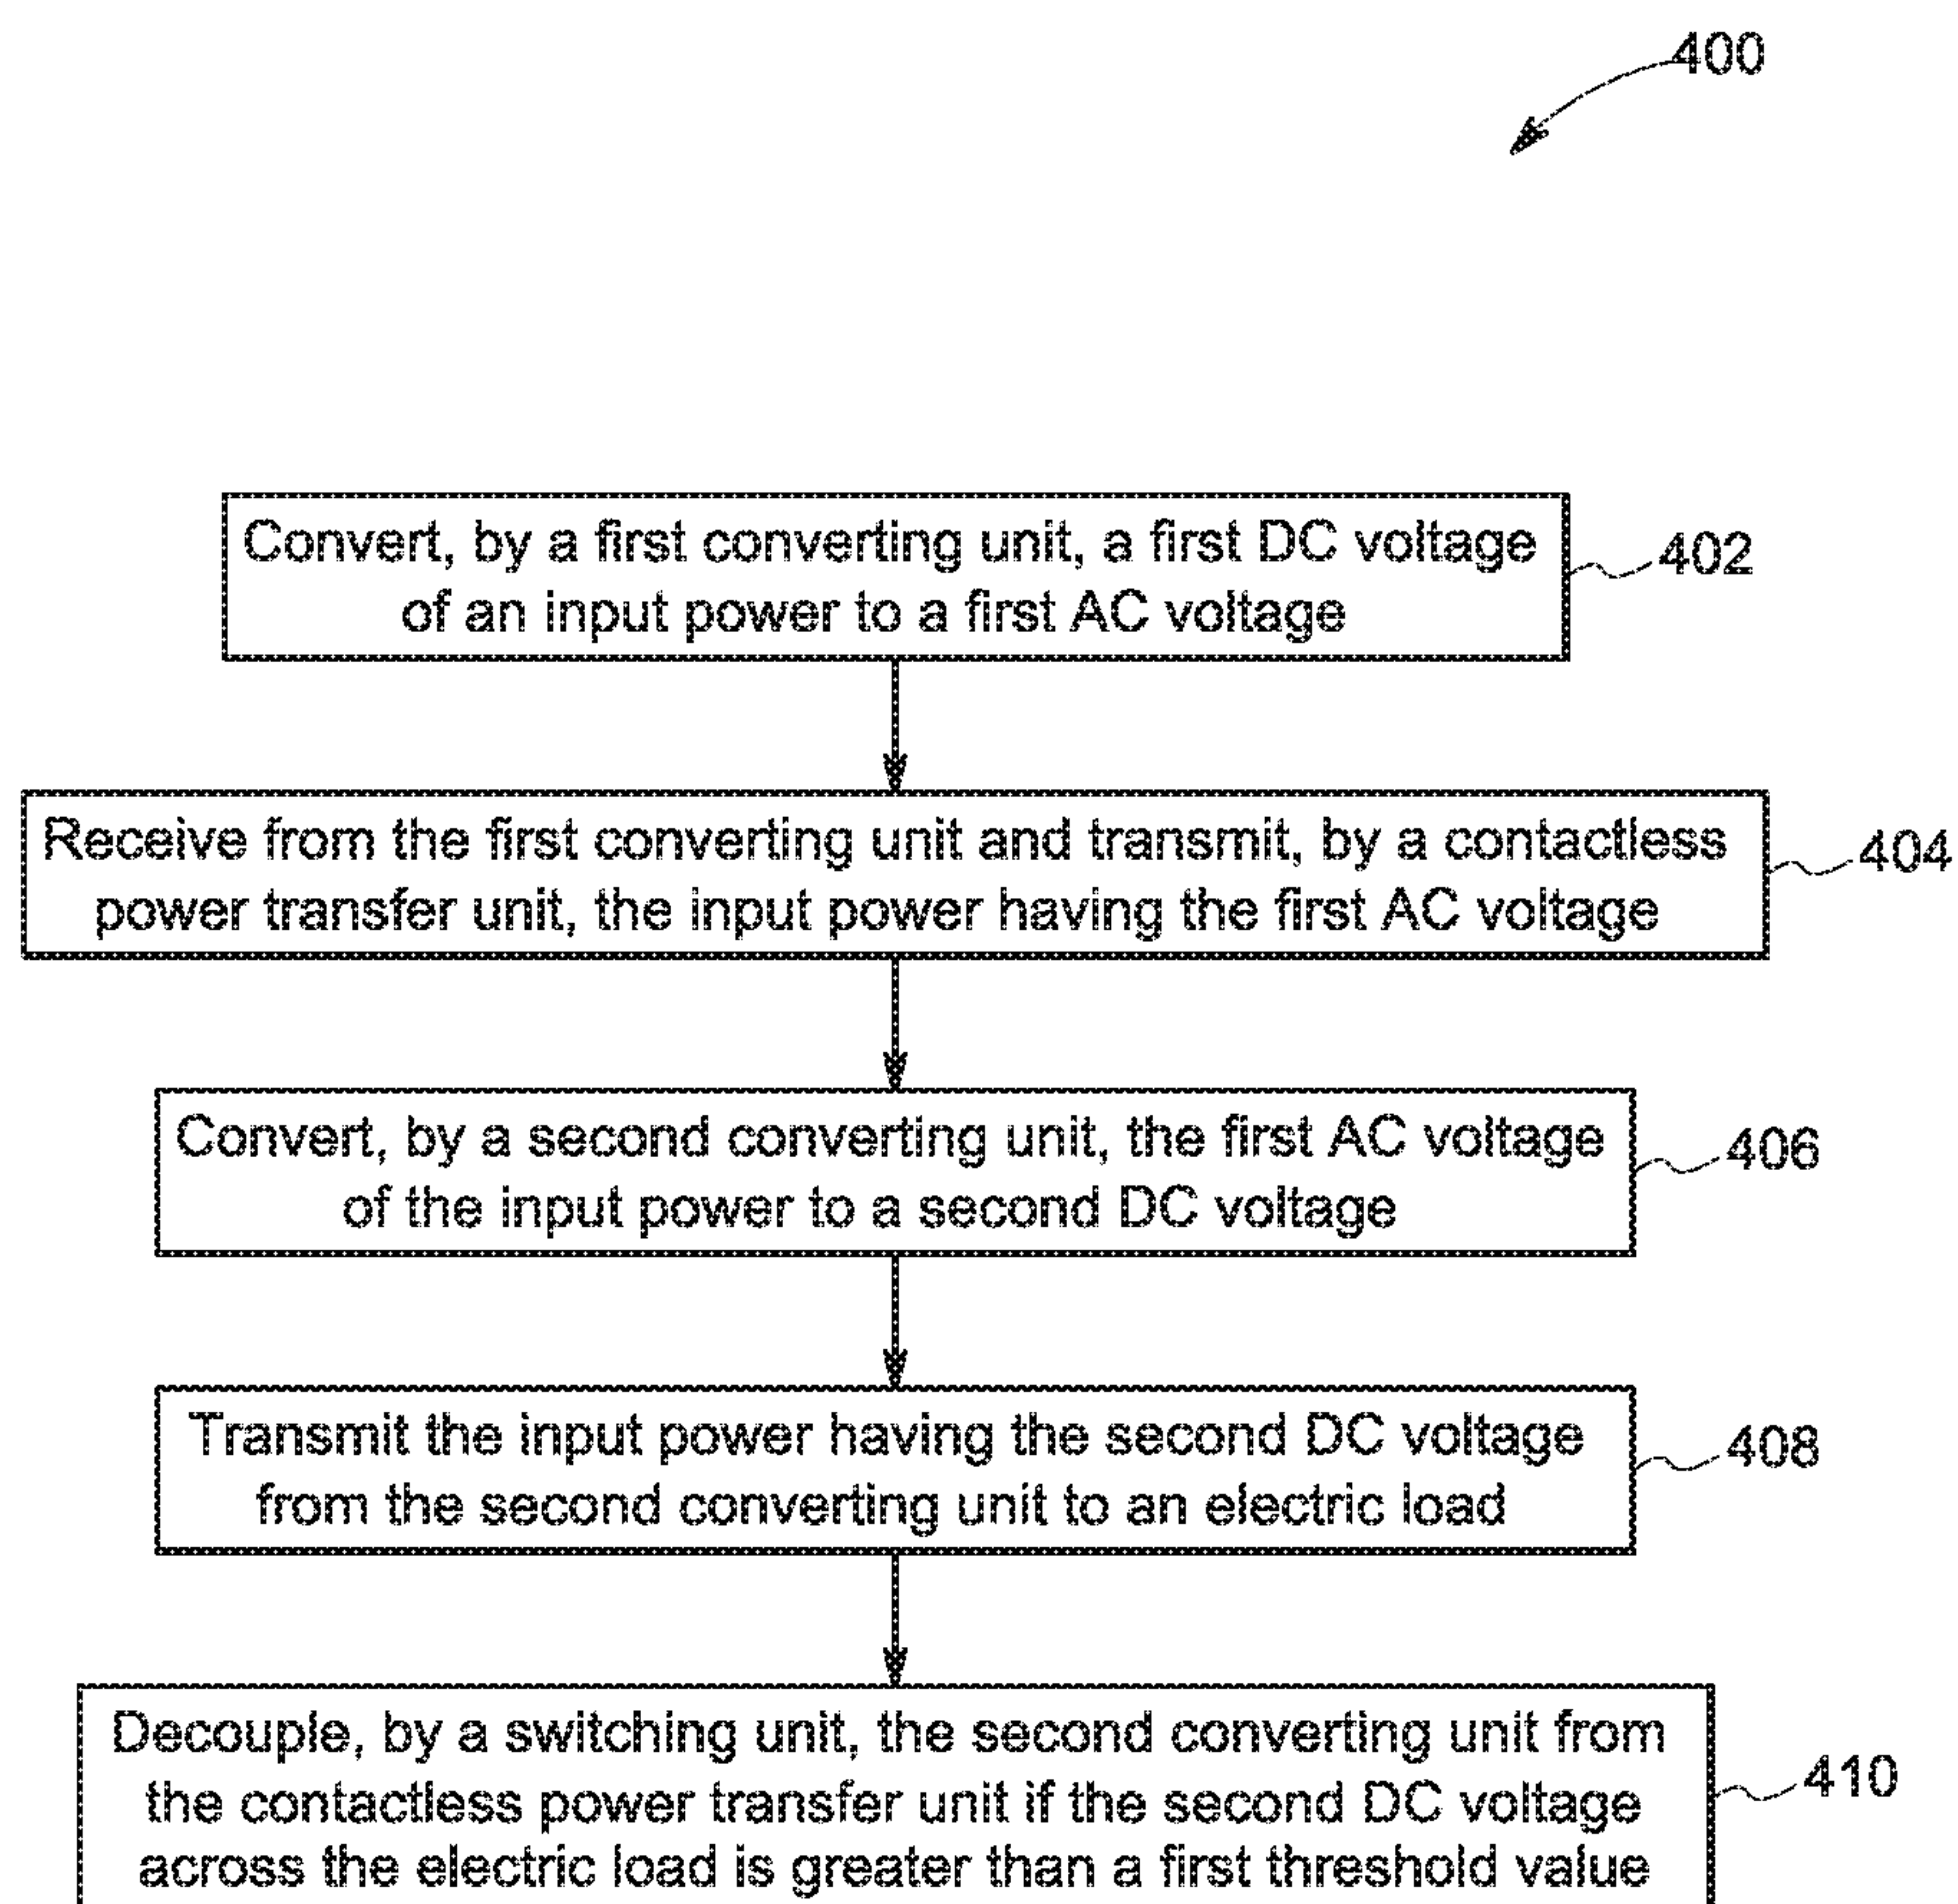 400
Convert, by a first converting unit, a first DC voltage
of an input power to a first AC voltage
402
Receive from the first converting unit and transmit, by a contactless
power transfer unit, the input power having the first AC voltage
404
Convert, by a second converting unit, the first AC voltage
of the input power to a second DC voltage
406
Transmit the input power having the second DC voltage
from the second converting unit to an electric load
408
Decouple, by a switching unit, the second converting unit from
the contactless power transfer unit if the second DC voltage
across the electric load is greater than a first threshold value
410